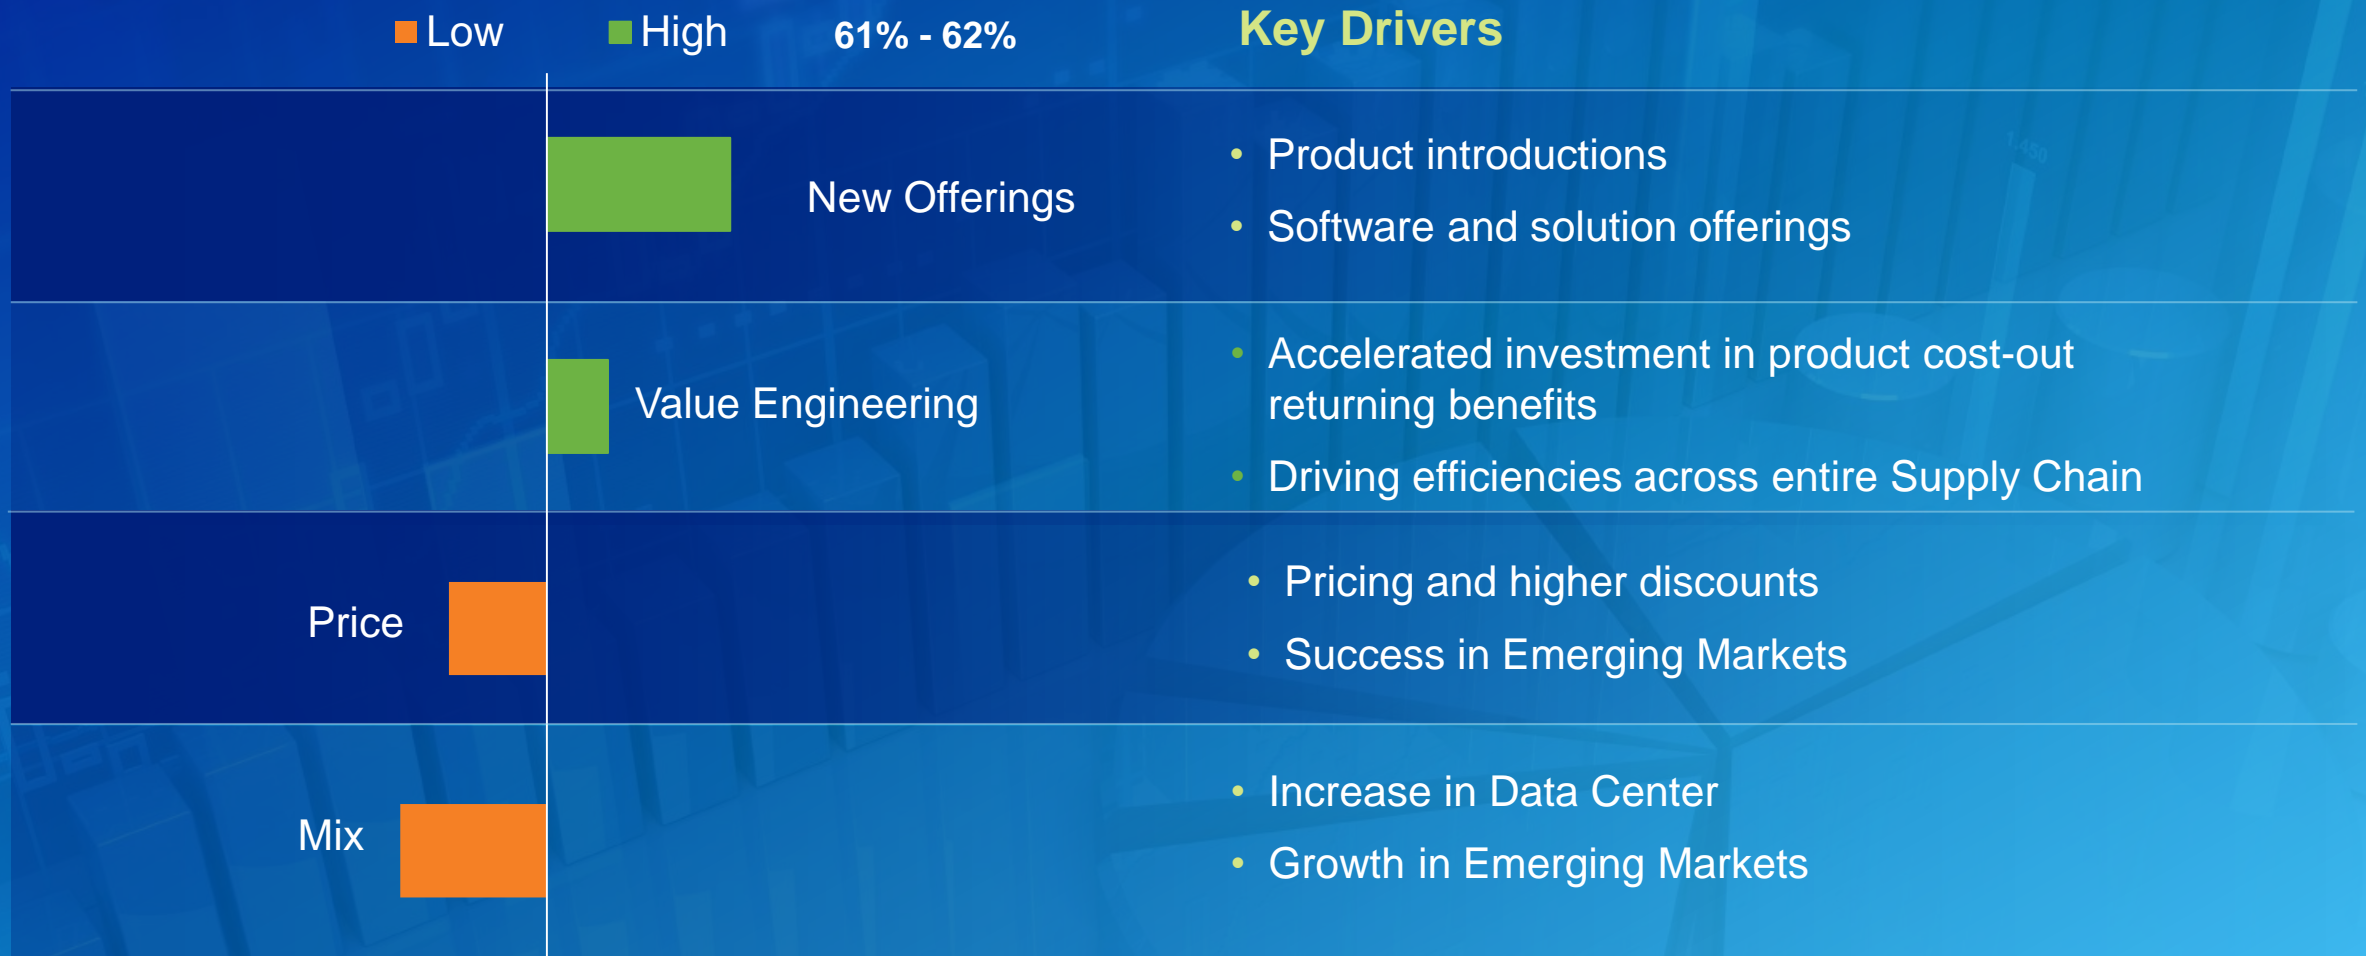 Low
High
61% - 62%
Key Drivers
New Offerings
• Product introductions
• Software and solution offerings
Value Engineering
• Accelerated investment in product cost-out
returning benefits
• Driving efficiencies across entire Supply Chain
Price
• Pricing and higher discounts
• Success in Emerging Markets
Mix
• Increase in Data Center
• Growth in Emerging Markets
1,450